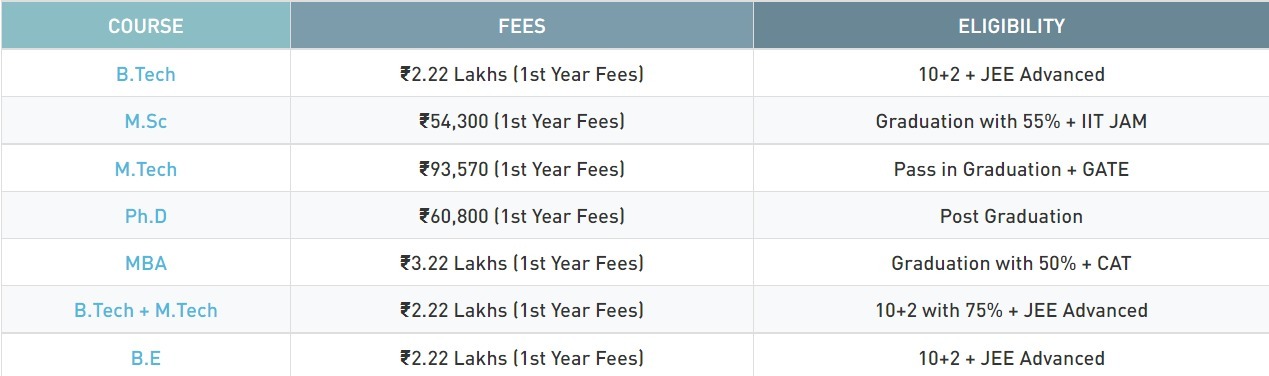 COURSE FEES ELIGIBILITY
B.Tech ₹2.22 Lakhs (1st Year Fees) 10+2 + JEE Advanced
M.Sc ₹54,300 (1st Year Fees) Graduation with 55% + IIT JAM
M.Tech ₹93,570 (1st Year Fees) Pass in Graduation + GATE
Ph.D ₹60,800 (1st Year Fees) Post Graduation
MBA ₹3.22 Lakhs (1st Year Fees) Graduation with 50% + CAT
B.Tech + M.Tech ₹2.22 Lakhs (1st Year Fees) 10+2 with 75% + JEE Advanced
B.E ₹2.22 Lakhs (1st Year Fees) 10+2 + JEE Advanced